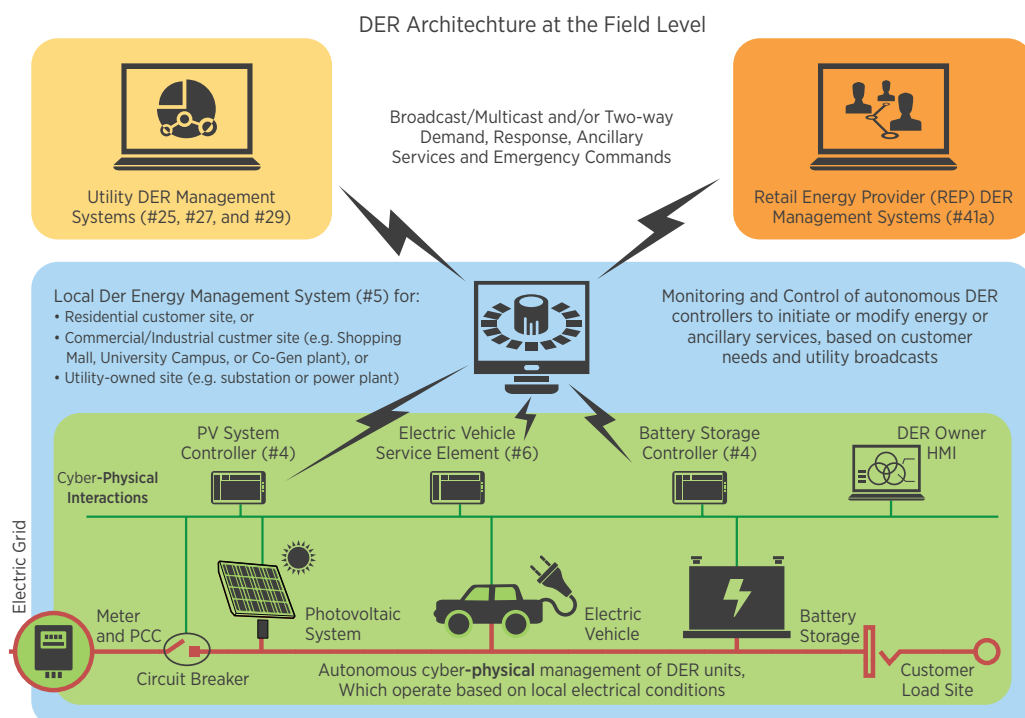 DER Architechture at the Field Level
Broadcast/Multicast and/or Two-way
Demand, Response, Ancillary
Services and Emergency Commands
Utility DER Management
Systems (#25, #27, and #29)
Retail Energy Provider (REP) DER
Management Systems (#41a)
Local Der Energy Management System (#5) for:
• Residential customer site, or
• Commercial/Industrial custmer site (e.g. Shopping
Mall, University Campus, or Co-Gen plant), or
• Utility-owned site (e.g. substation or power plant)
Monitoring and Control of autonomous DER
controllers to initiate or modify energy or
ancillary services, based on customer
needs and utility broadcasts
PV System
Controller (#4)
Electric Vehicle
Service Element (#6)
Battery Storage
Controller (#4)
DER Owner
HMI
Cyber-Physical
Interactions
Electric Grid
Meter
and PCC
Circuit Breaker
Photovoltaic
System
Electric
Vehicle
Battery
Storage
Customer
Load Site
Autonomous cyber-physical management of DER units,
Which operate based on local electrical conditions